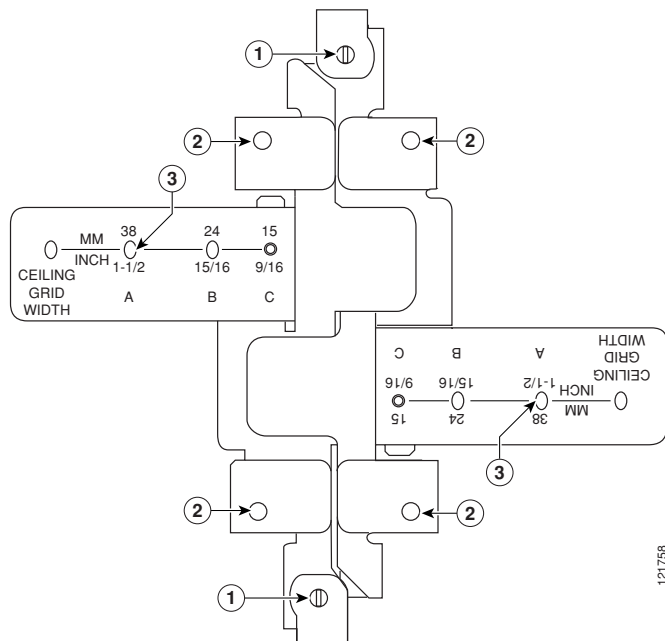 1
2
2
3
MM
38
24
15
INCH
1-1/2
15/16
9/16
CEILING
GRID
WIDTH
A
B
C
CEILING
GRID
WIDTH
A
B
C
INCH
1-1/2
15/16
9/16
MM
38
24
15
3
2
2
1
121758